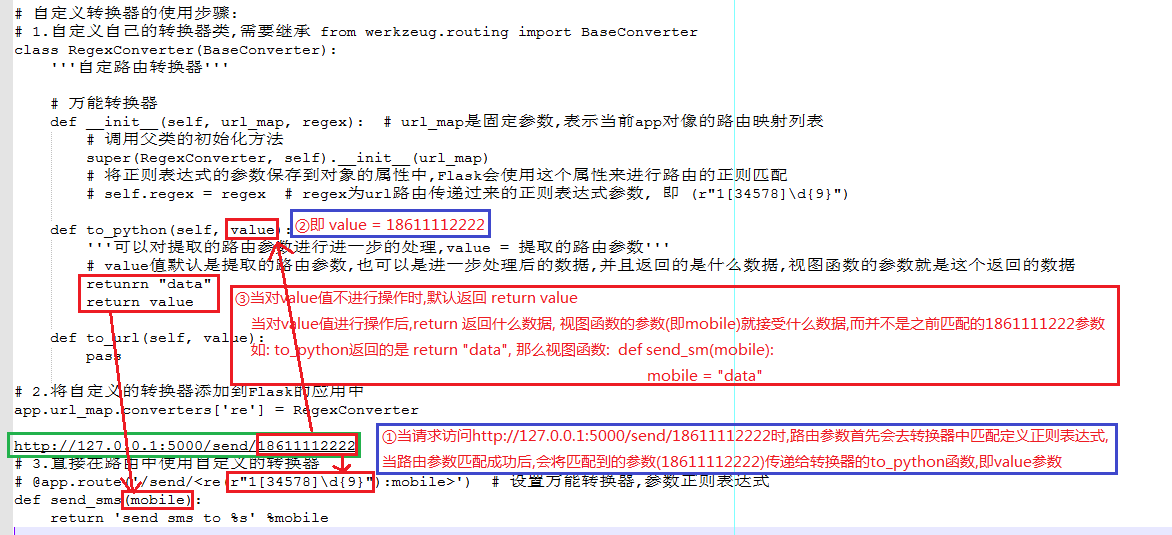 # 自定义转换器的使用步骤:
# 1.自定义自己的转换器类,需要继承 from werkzeug.routing import BaseConverter
class RegexConverter(BaseConverter):
'''自定路由转换器'''
# 万能转换器
def __init__(self, url_map, regex):  # url_map是固定参数,表示当前app对像的路由映射列表
# 调用父类的初始化方法
super(RegexConverter, self).__init__(url_map)
# 将正则表达式的参数保存到对象的属性中,Flask会使用这个属性来进行路由的正则匹配
# self.regex = regex  # regex为url路由传递过来的正则表达式参数, 即 (r"1[34578]\d{9}")
def to_python(self, value):
②即 value = 18611112222
'''可以对提取的路由参数进行进一步的处理,value = 提取的路由参数'''
# value值默认是提取的路由参数,也可以是进一步处理后的数据,并且返回的是什么数据,视图函数的参数就是这个返回的数据
retunrn "data"
return value
③当对value值不进行操作时,默认返回 return value
当对value值进行操作后,return 返回什么数据, 视图函数的参数(即mobile)就接受什么数据,而并不是之前匹配的1861111222参数
如: to_python返回的是 return "data", 那么视图函数:  def send_sm(mobile):
mobile = "data"
def to_url(self, value):
pass
# 2.将自定义的转换器添加到Flask的应用中
app.url_map.converters['re'] = RegexConverter
http://127.0.0.1:5000/send/18611112222
①当请求访问http://127.0.0.1:5000/send/18611112222时,路由参数首先会去转换器中匹配定义正则表达式,
当路由参数匹配成功后,会将匹配到的参数(18611112222)传递给转换器的to_python函数,即value参数
# 3.直接在路由中使用自定义的转换器
# @app.route('/send/<re(r"1[34578]\d{9}"):mobile>')  # 设置万能转换器,参数正则表达式
def send_sms(mobile):
return 'send sms to %s' %mobile